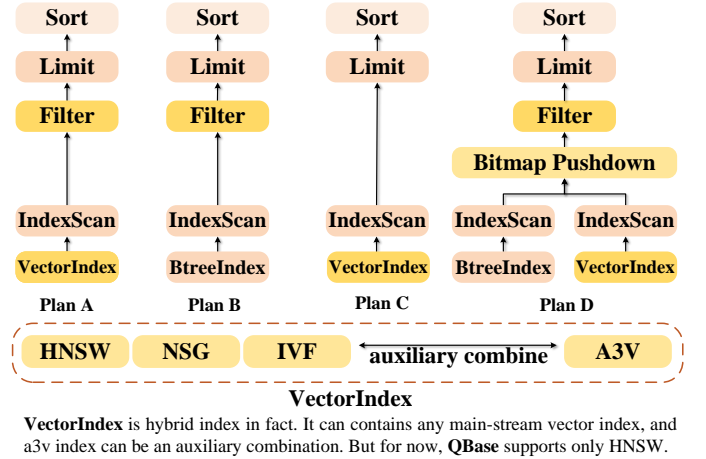 Sort Sort Sort Sort
Limit Limit Limit Limit
Filter Filter Filter
Bitmap Pushdown
IndexScan IndexScan IndexScan IndexScan IndexScan
VectorIndex BtreeIndex VectorIndex BtreeIndex VectorIndex
Plan A Plan B Plan C Plan D
HNSW NSG IVF auxiliary combine A3V
VectorIndex
VectorIndex is hybrid index in fact. It can contains any main-stream vector index, and
a3v index can be an auxiliary combination. But for now, QBase supports only HNSW.